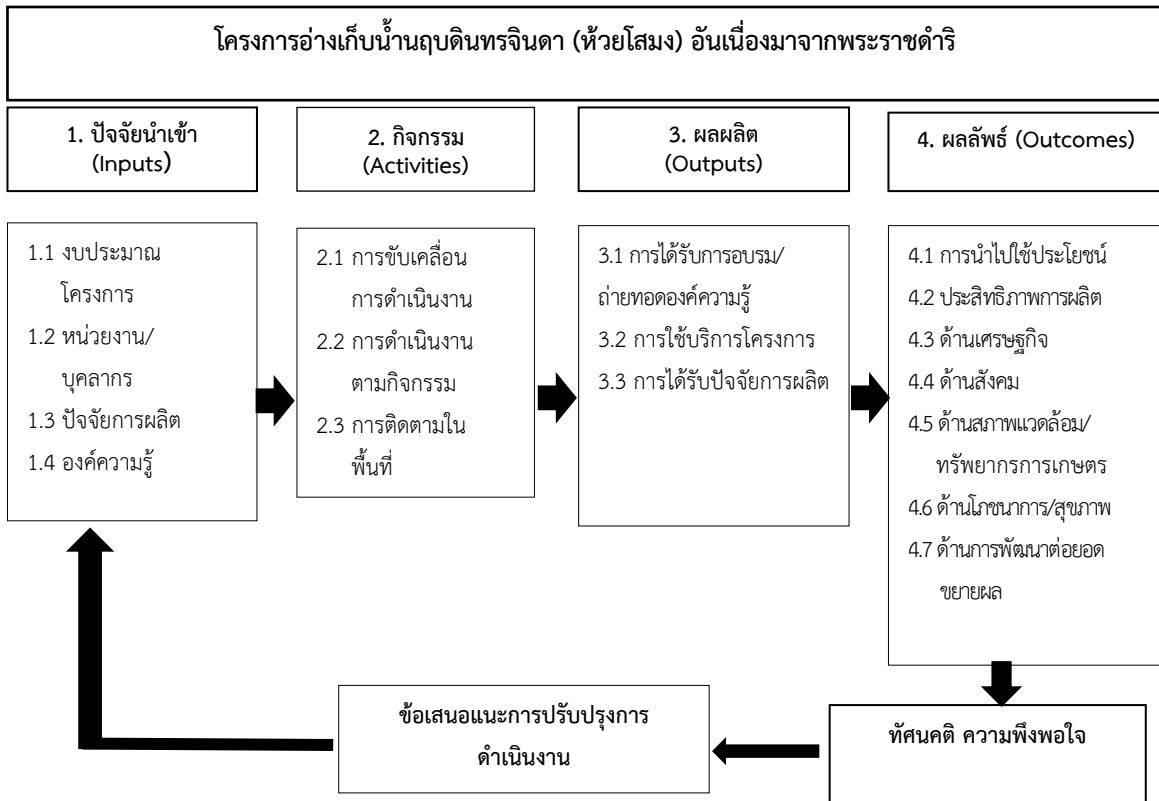 โครงการอ่างเก็บน้ำนฤบดินทรจินดา (ห้วยโสมง) อันเนื่องมาจากพระราชดำริ
1. ปัจจัยนำเข้า
(Inputs)
2. กิจกรรม
(Activities)
3. ผลผลิต
(Outputs)
4. ผลลัพธ์ (Outcomes)
1.1 งบประมาณ
โครงการ
1.2 หน่วยงาน/
บุคลากร
1.3 ปัจจัยการผลิต
1.4 องค์ความรู้
2.1 การขับเคลื่อน
การดำเนินงาน
2.2 การดำเนินงาน
ตามกิจกรรม
2.3 การติดตามใน
พื้นที่
3.1 การได้รับการอบรม/
ถ่ายทอดองค์ความรู้
3.2 การใช้บริการโครงการ
3.3 การได้รับปัจจัยการผลิต
4.1 การนำไปใช้ประโยชน์
4.2 ประสิทธิภาพการผลิต
4.3 ด้านเศรษฐกิจ
4.4 ด้านสังคม
4.5 ด้านสภาพแวดล้อม/
ทรัพยากรการเกษตร
4.6 ด้านโภชนาการ/สุขภาพ
4.7 ด้านการพัฒนาต่อยอด
ขยายผล
ข้อเสนอแนะการปรับปรุงการ
ดำเนินงาน
ทัศนคติ ความพึงพอใจ